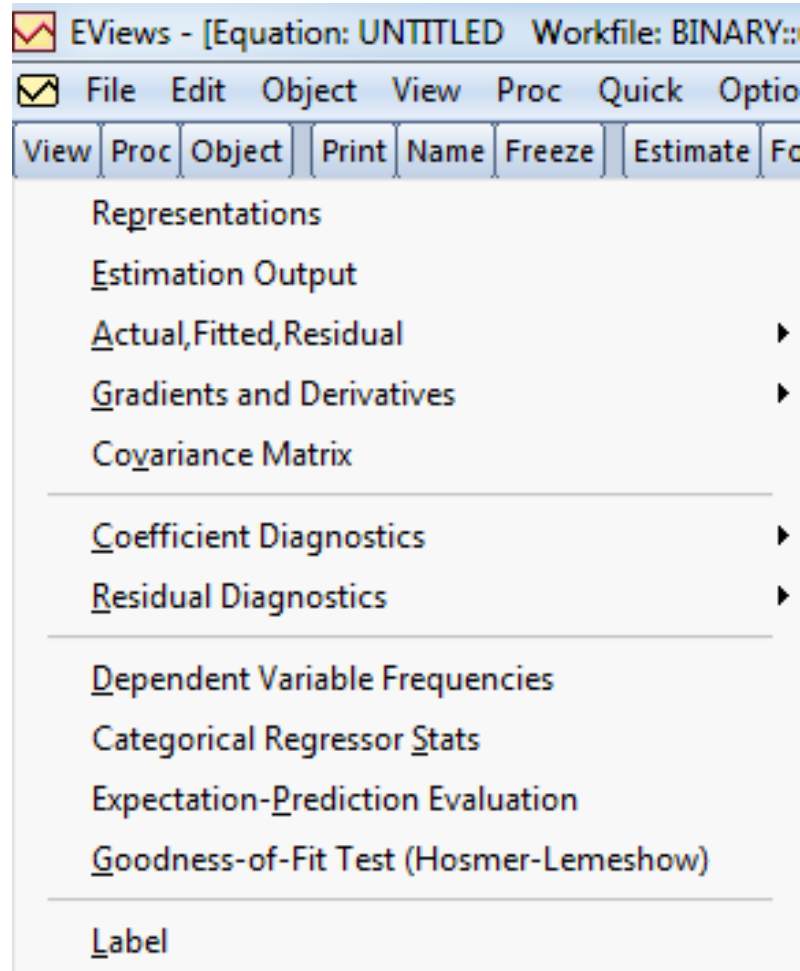 EViews - [Equation: UNTITLED Workfile: BINARY::
File Edit Object View Proc Quick Optio
View Proc Object Print Name Freeze Estimate Fo
Representations
Estimation Output
Actual,Fitted,Residual
Gradients and Derivatives
Covariance Matrix
Coefficient Diagnostics
Residual Diagnostics
Dependent Variable Frequencies
Categorical Regressor Stats
Expectation-Prediction Evaluation
Goodness-of-Fit Test (Hosmer-Lemeshow)
Label